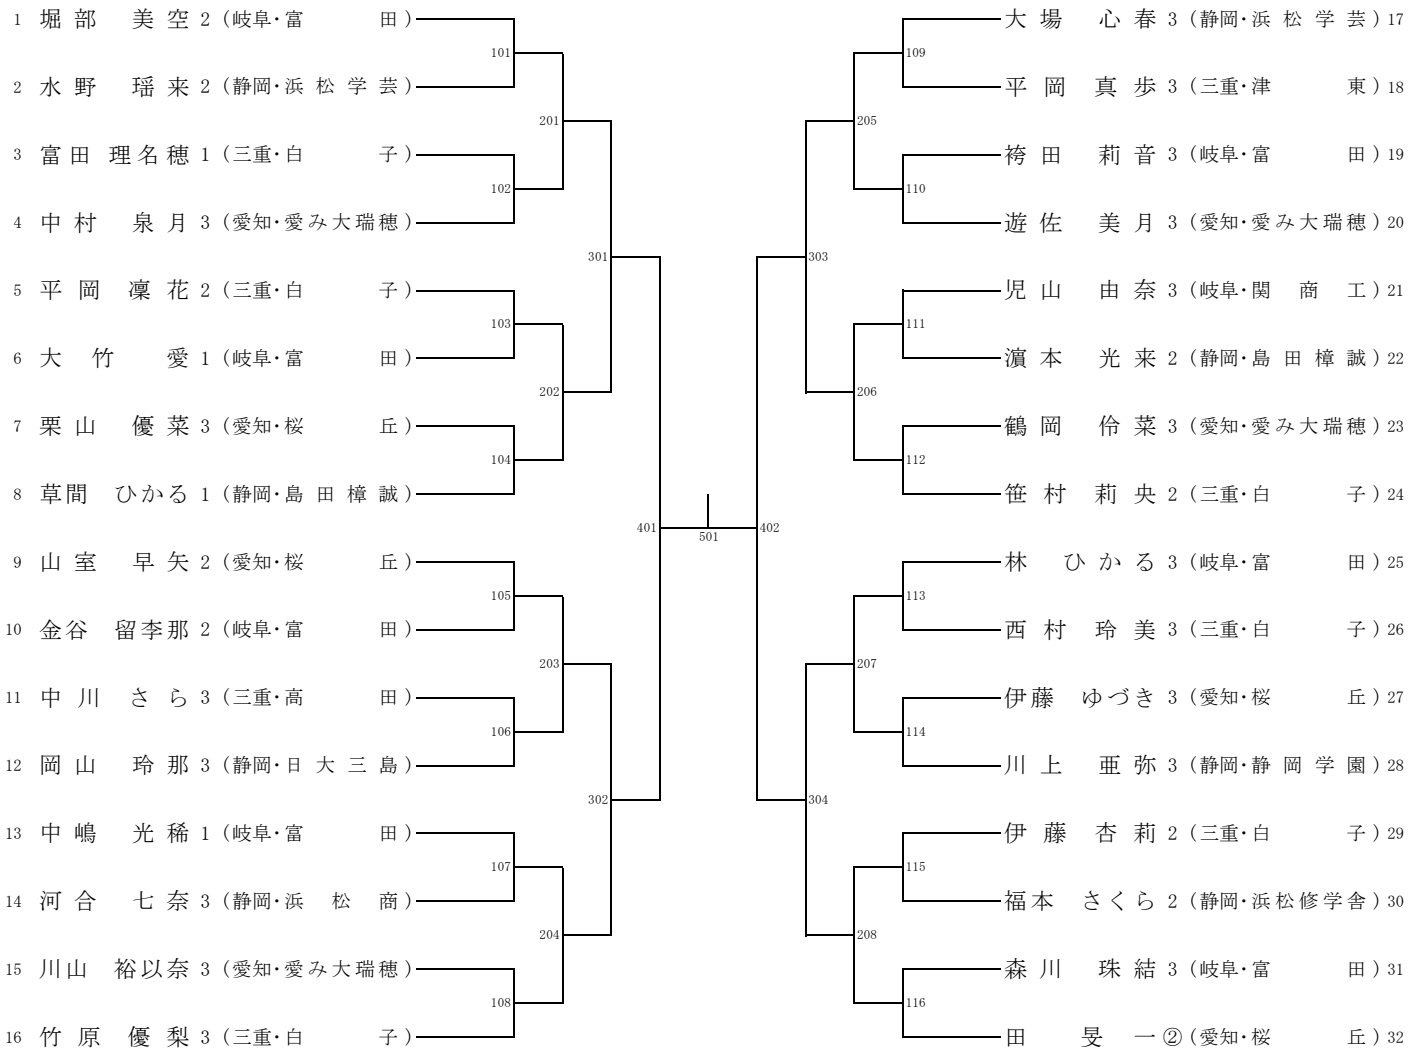 1 堀部 美空 2 (岐阜・富田)
2 水野 瑶来 2 (静岡・浜松学芸)
3 富田 理名穂 1 (三重・白子)
4 中村 泉月 3 (愛知・愛み大瑞穂)
5 平岡 凜花 2 (三重・白子)
6 大竹 愛 1 (岐阜・富田)
7 栗山 優菜 3 (愛知・桜丘)
8 草間 ひかる 1 (静岡・島田樟誠)
9 山室 早矢 2 (愛知・桜丘)
10 金谷 留李那 2 (岐阜・富田)
11 中川 さら 3 (三重・高田)
12 岡山 玲那 3 (静岡・日大三島)
13 中嶋 光稀 1 (岐阜・富田)
14 河合 七奈 3 (静岡・浜松商)
15 川山 裕以奈 3 (愛知・愛み大瑞穂)
16 竹原 優梨 3 (三重・白子)
101
102
103
104
105
106
107
108
201
202
203
204
301
302
401
501
402
303
304
205
206
207
208
109
110
111
112
113
114
115
116
大場 心春 3 (静岡・浜松学芸) 17
平岡 真歩 3 (三重・津東) 18
袴田 莉音 3 (岐阜・富田) 19
遊佐 美月 3 (愛知・愛み大瑞穂) 20
児山 由奈 3 (岐阜・関商工) 21
濵本 光来 2 (静岡・島田樟誠) 22
鶴岡 伶菜 3 (愛知・愛み大瑞穂) 23
笹村 莉央 2 (三重・白子) 24
林 ひかる 3 (岐阜・富田) 25
西村 玲美 3 (三重・白子) 26
伊藤 ゆづき 3 (愛知・桜丘) 27
川上 亜弥 3 (静岡・静岡学園) 28
伊藤 杏莉 2 (三重・白子) 29
福本 さくら 2 (静岡・浜松修学舎) 30
森川 珠結 3 (岐阜・富田) 31
田 旻一 ② (愛知・桜丘) 32